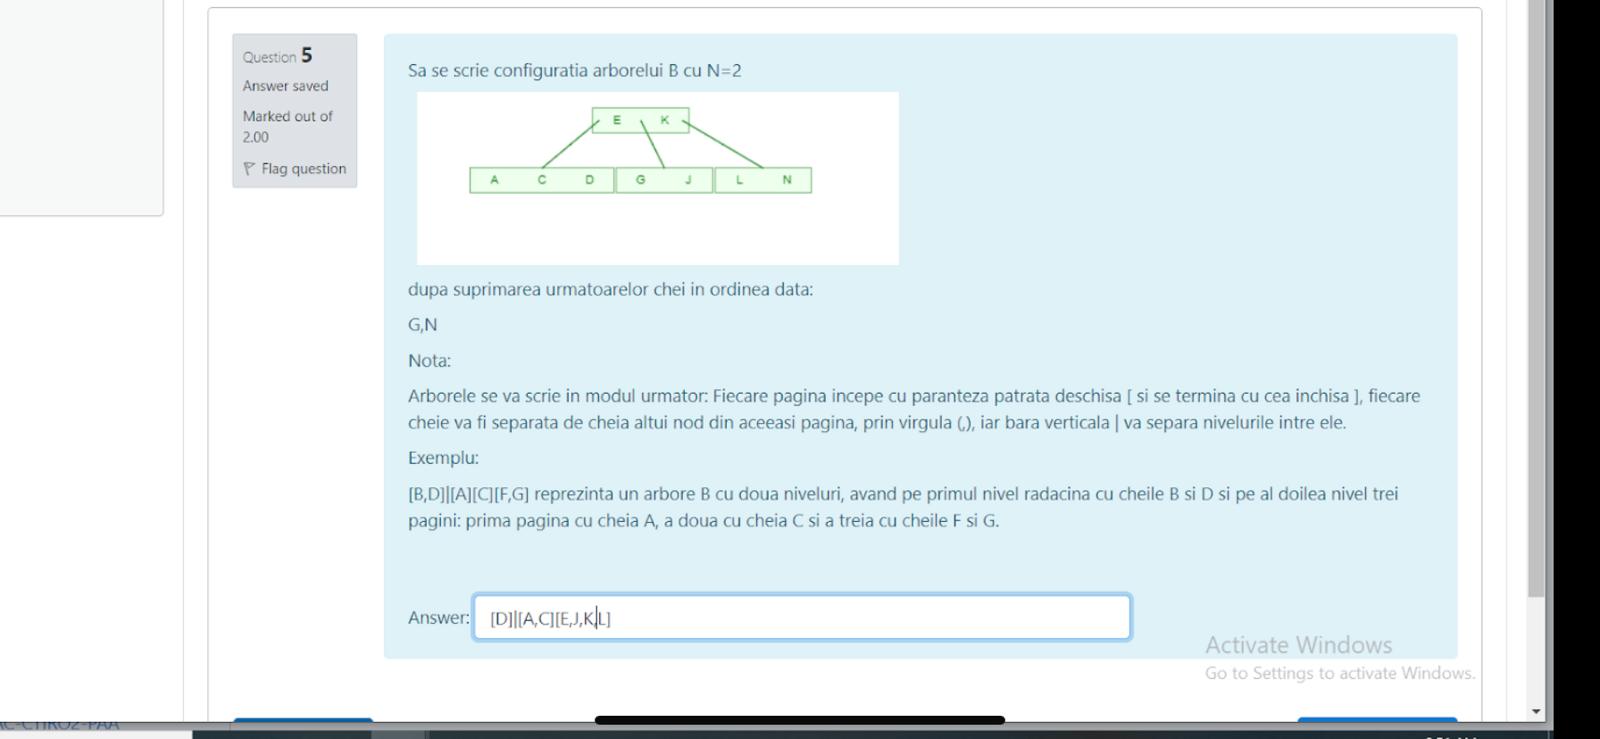 Question 5
Answer saved
Marked out of
2.00
Flag question
Sa se scrie configuratia arborelui B cu N=2
E K
A C D G J L N
dupa suprimarea urmatoarelor chei in ordinea data:
G,N
Nota:
Arborele se va scrie in modul urmator: Fiecare pagina incepe cu paranteza patrata deschisa [ si se termina cu cea inchisa ], fiecare
cheie va fi separata de cheia altui nod din aceeasi pagina, prin virgula (,), iar bara verticala | va separa nivelurile intre ele.
Exemplu:
[B,D]|[A][C][F,G] reprezinta un arbore B cu doua niveluri, avand pe primul nivel radacina cu cheile B si D si pe al doilea nivel trei
pagini: prima pagina cu cheia A, a doua cu cheia C si a treia cu cheile F si G.
Answer: [D]|[A,C][E,J,K,L]
Activate Windows
Go to Settings to activate Windows.